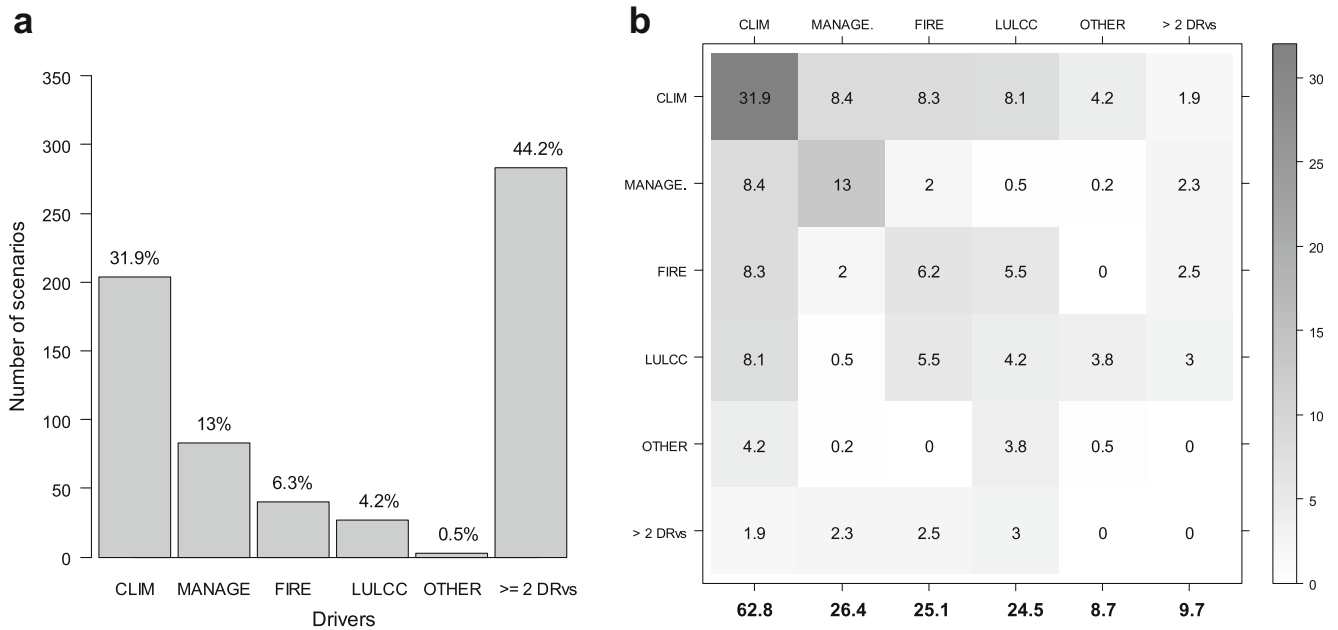 a
350
300
250
200
150
100
50
0
Number of scenarios
31.9%
13%
6.3%
4.2%
0.5%
44.2%
CLIM MANAGE FIRE LULCC OTHER >= 2 DRvs
Drivers
b
CLIM MANAGE. FIRE LULCC OTHER > 2 DRvs
CLIM 31.9 8.4 8.3 8.1 4.2 1.9
MANAGE. 8.4 13 2 0.5 0.2 2.3
FIRE 8.3 2 6.2 5.5 0 2.5
LULCC 8.1 0.5 5.5 4.2 3.8 3
OTHER 4.2 0.2 0 3.8 0.5 0
> 2 DRvs 1.9 2.3 2.5 3 0 0
62.8 26.4 25.1 24.5 8.7 9.7
30
25
20
15
10
5
0